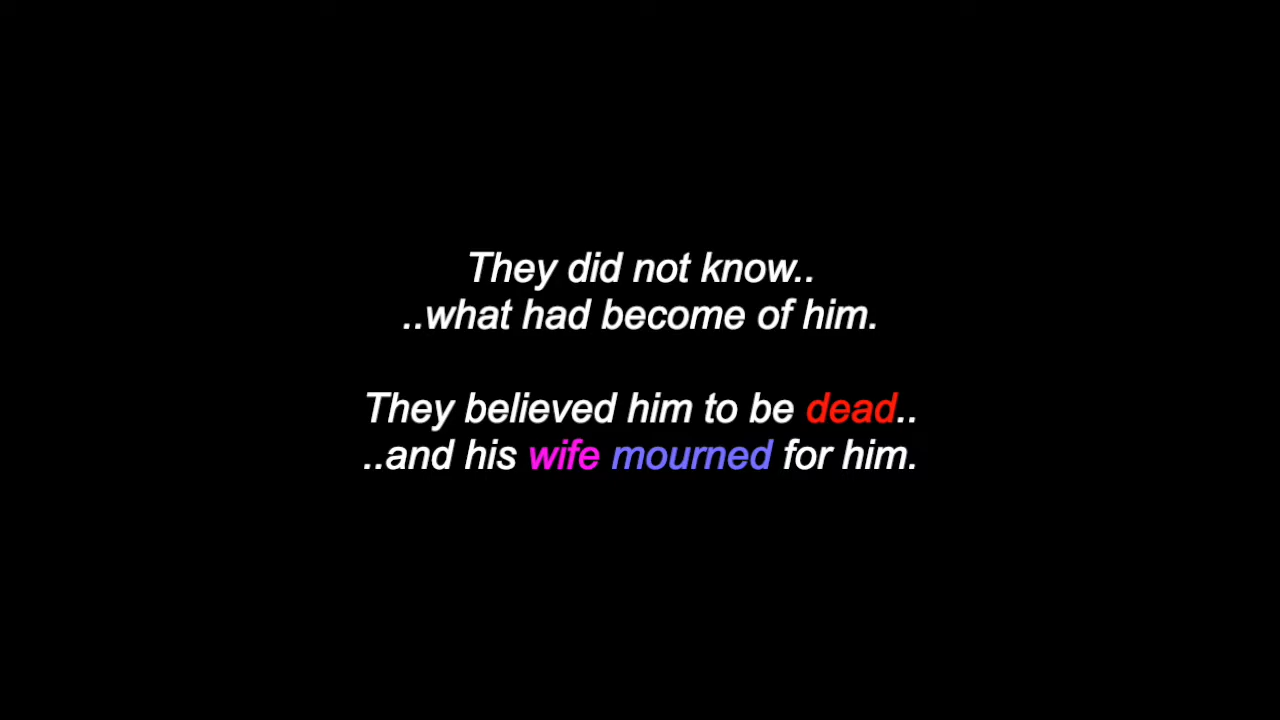 They did not know..
..what had become of him.
They believed him to be dead..
..and his wife mourned for him.